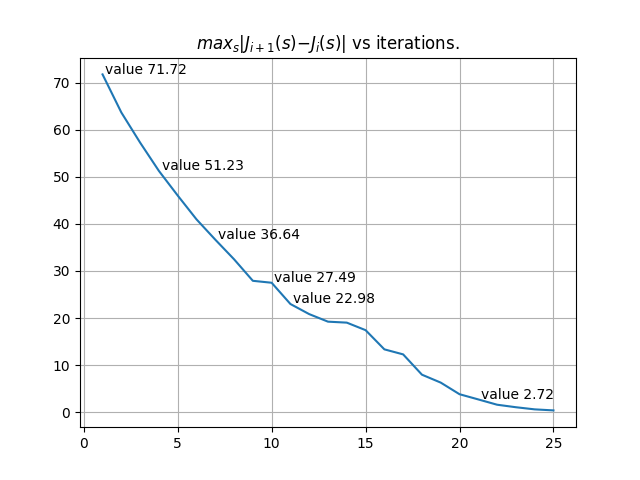 max_s|J_{i+1}(s)−J_i(s)| vs iterations.
value 71.72
value 51.23
value 36.64
value 27.49
value 22.98
value 2.72
70
60
50
40
30
20
10
0
0 5 10 15 20 25